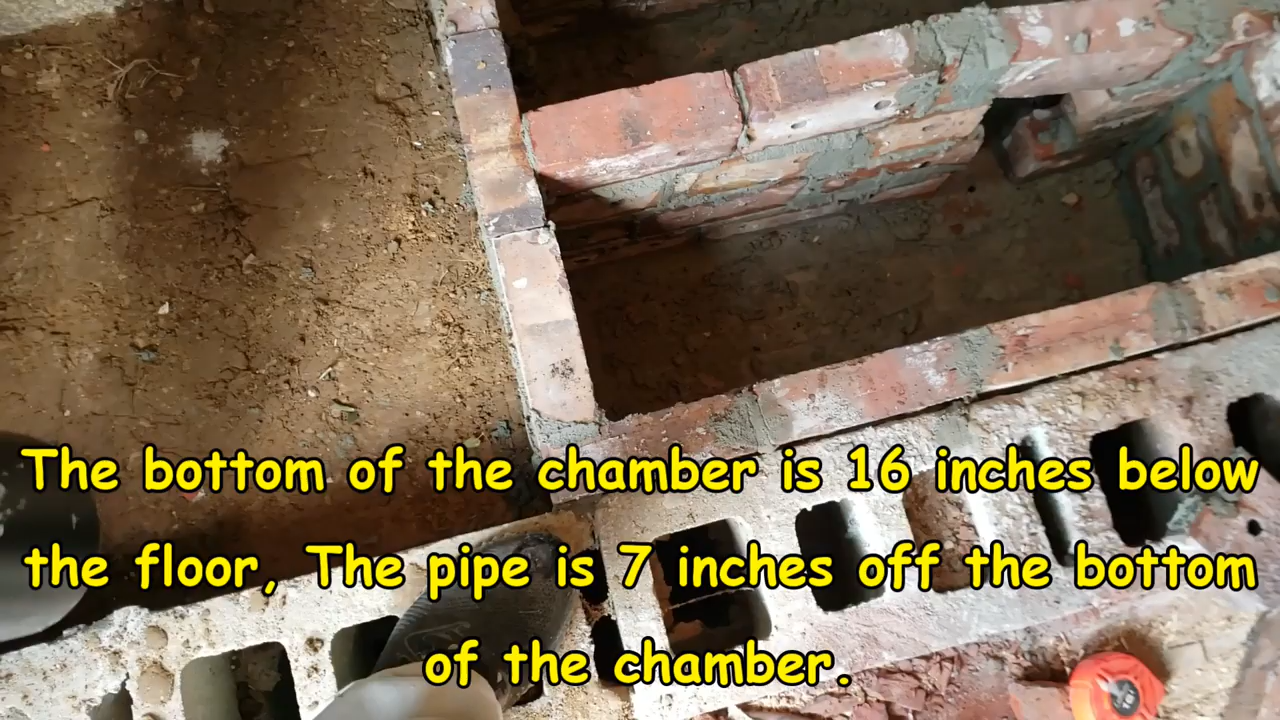 The bottom of the chamber is 16 inches below
the floor, The pipe is 7 inches off the bottom
of the chamber.